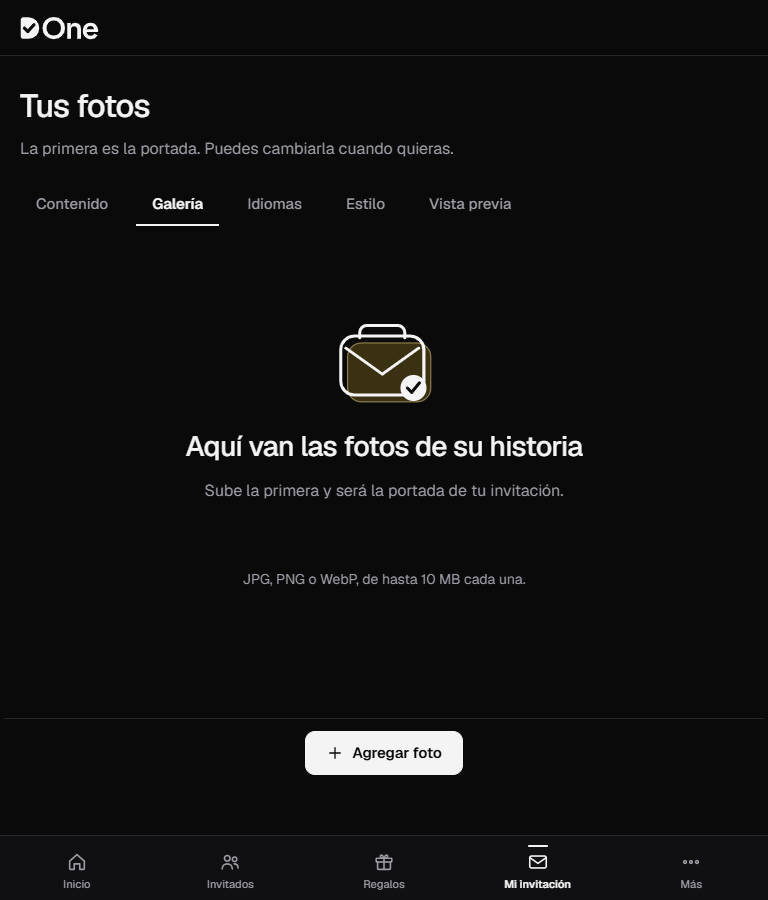 DOne
Tus fotos
La primera es la portada. Puedes cambiarla cuando quieras.
Contenido Galería Idiomas Estilo Vista previa
Aquí van las fotos de su historia
Sube la primera y será la portada de tu invitación.
JPG, PNG o WebP, de hasta 10 MB cada una.
Agregar foto
Inicio Invitados Regalos Mi invitación Más